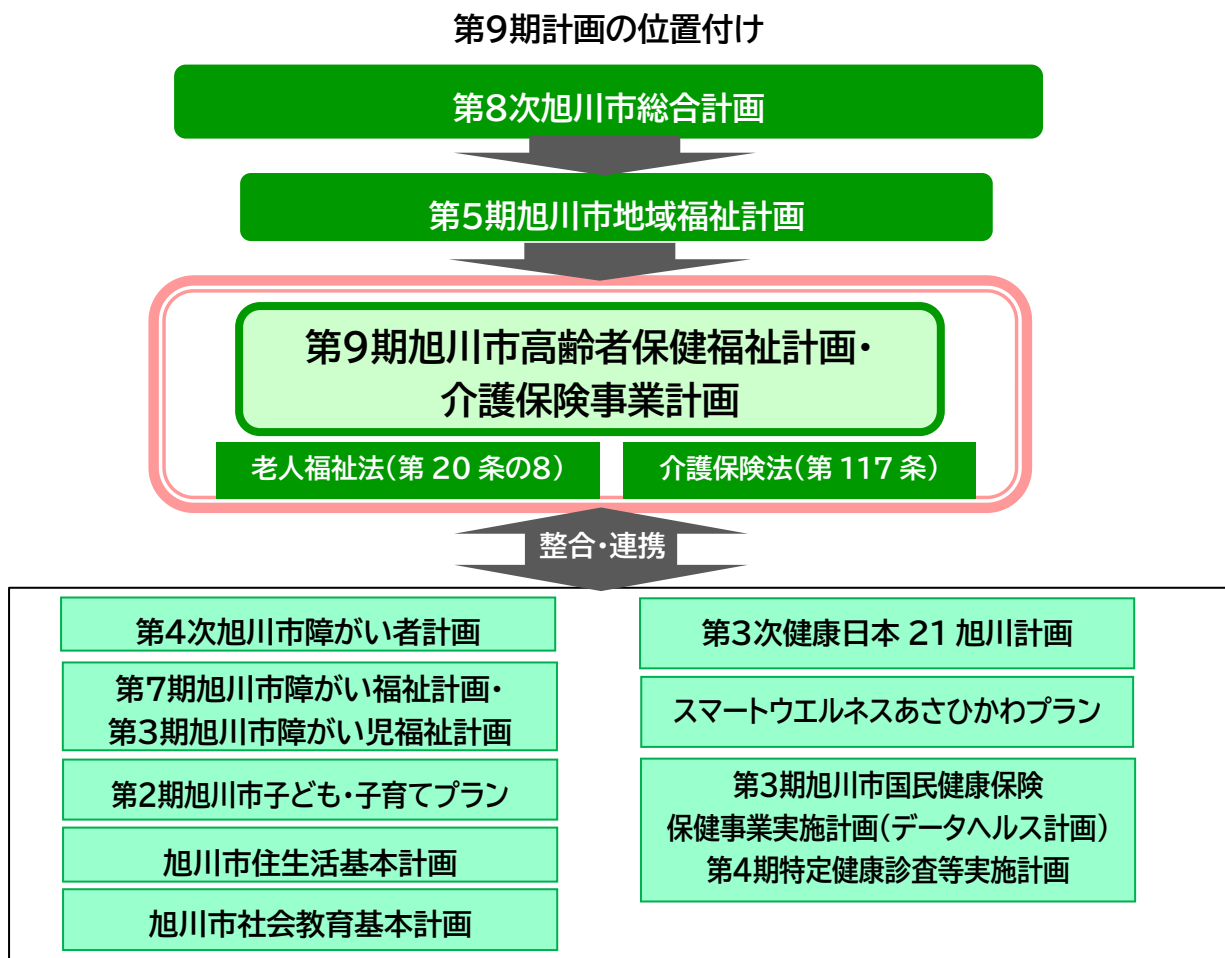 第9期計画の位置付け
第8次旭川市総合計画
第5期旭川市地域福祉計画
第9期旭川市高齢者保健福祉計画・
介護保険事業計画
老人福祉法(第 20 条の8)
介護保険法(第 117 条)
整合・連携
第4次旭川市障がい者計画
第7期旭川市障がい福祉計画・
第3期旭川市障がい児福祉計画
第2期旭川市子ども・子育てプラン
旭川市住生活基本計画
旭川市社会教育基本計画
第3次健康日本 21 旭川計画
スマートウエルネスあさひかわプラン
第3期旭川市国民健康保険
保健事業実施計画(データヘルス計画)
第4期特定健康診査等実施計画